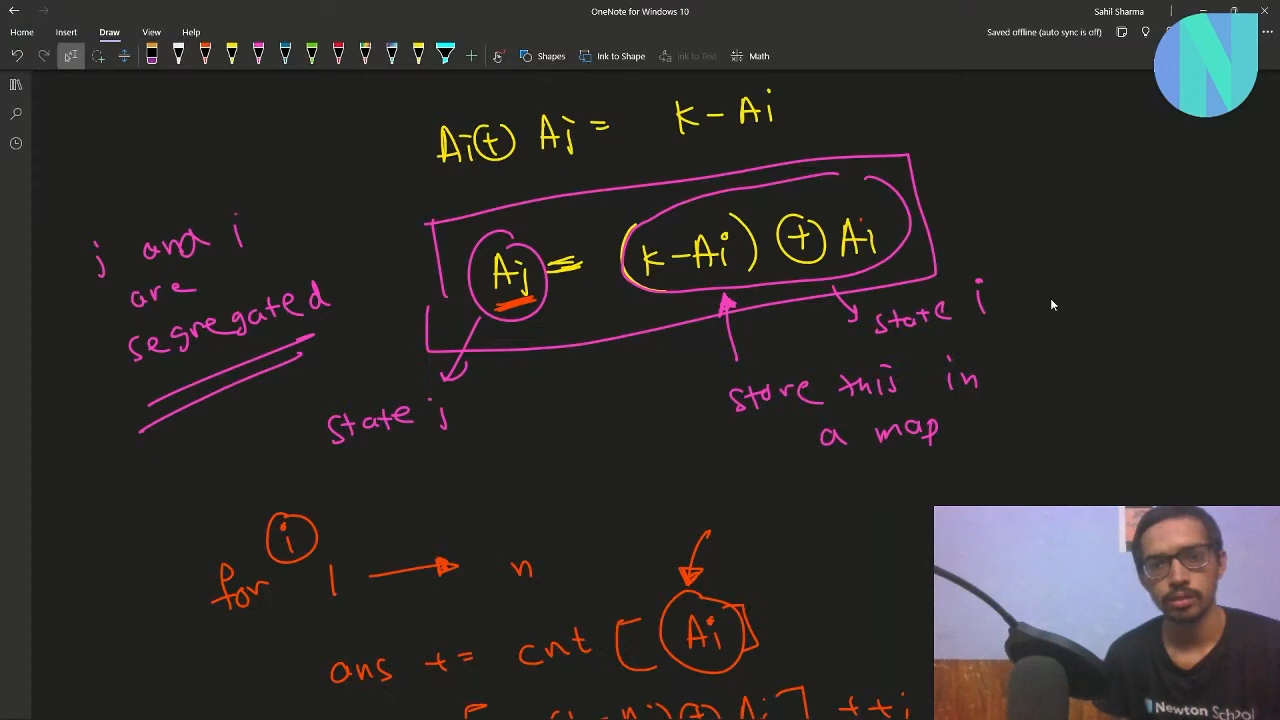 OneNote for Windows 10
Sahil Sharma
Home Insert Draw View Help
Saved offline (auto sync is off)
Shapes Ink to Shape Ink to Text Math
Ai ⊕ Aj = K - Ai
Aj = (K - Ai) ⊕ Ai
j and i
are
segregated
state i
state j
store this in
a map
for i 1 → n
ans += cnt [Ai]
[(K-Ai) ⊕ Ai] ++;
Newton School